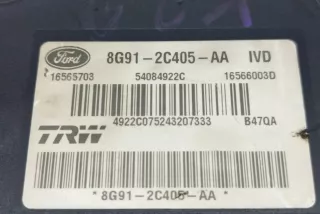 Ford 8G91-2C405-AA IVD
16565703 54084922C 16566003D
4922C075243207333 B47QA
TRW
*8G91-2C405-AA*